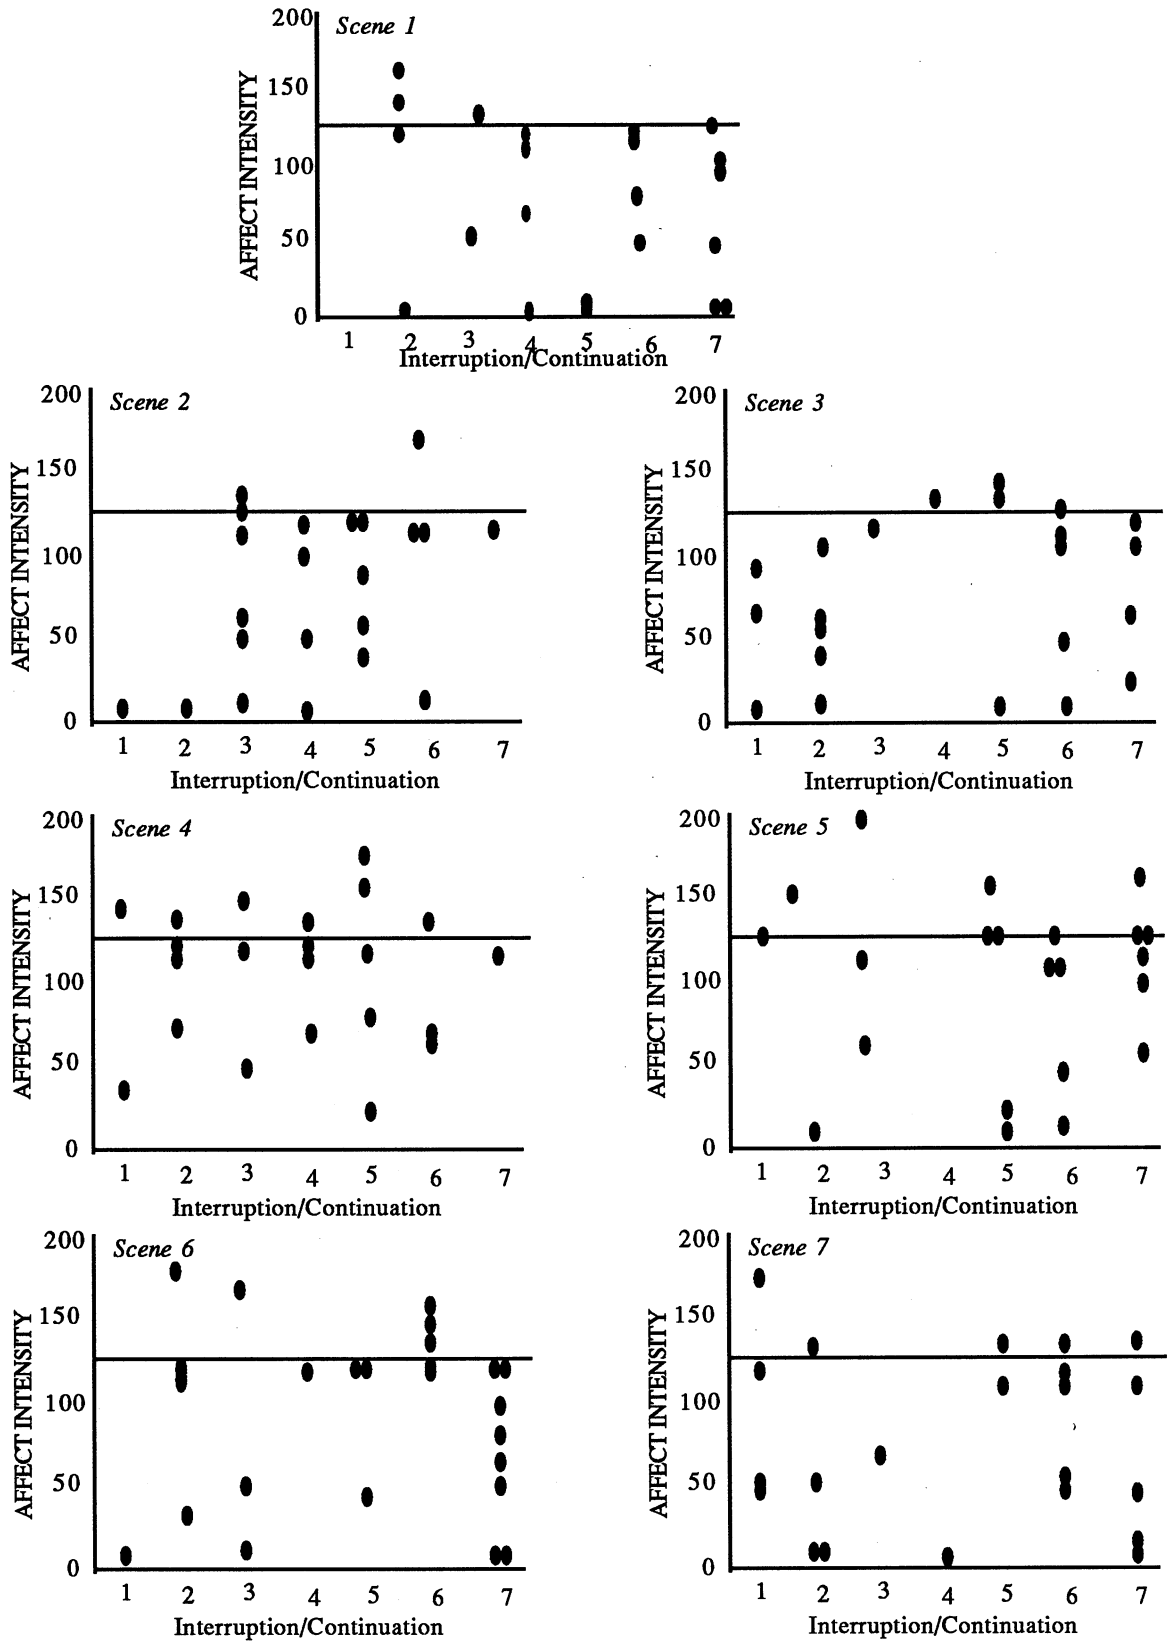 Scene 1
AFFECT INTENSITY
200
150
100
50
0
1 2 3 4 5 6 7
Interruption/Continuation
Scene 2
AFFECT INTENSITY
200
150
100
50
0
1 2 3 4 5 6 7
Interruption/Continuation
Scene 3
AFFECT INTENSITY
200
150
100
50
0
1 2 3 4 5 6 7
Interruption/Continuation
Scene 4
AFFECT INTENSITY
200
150
100
50
0
1 2 3 4 5 6 7
Interruption/Continuation
Scene 5
AFFECT INTENSITY
200
150
100
50
0
1 2 3 4 5 6 7
Interruption/Continuation
Scene 6
AFFECT INTENSITY
200
150
100
50
0
1 2 3 4 5 6 7
Interruption/Continuation
Scene 7
AFFECT INTENSITY
200
150
100
50
0
1 2 3 4 5 6 7
Interruption/Continuation